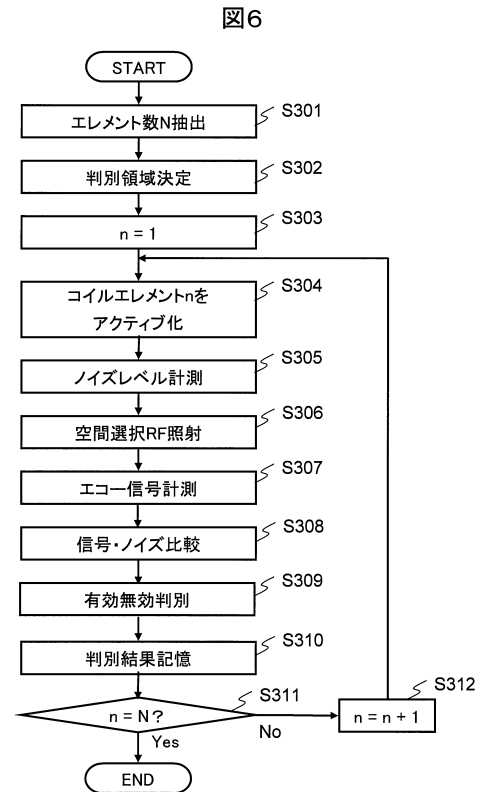 図6
START
エレメント数N抽出
S301
判別領域決定
S302
n = 1
S303
コイルエレメントnを
アクティブ化
S304
ノイズレベル計測
S305
空間選択RF照射
S306
エコー信号計測
S307
信号・ノイズ比較
S308
有効無効判別
S309
判別結果記憶
S310
n = N ?
S311
Yes
No
n = n + 1
S312
END